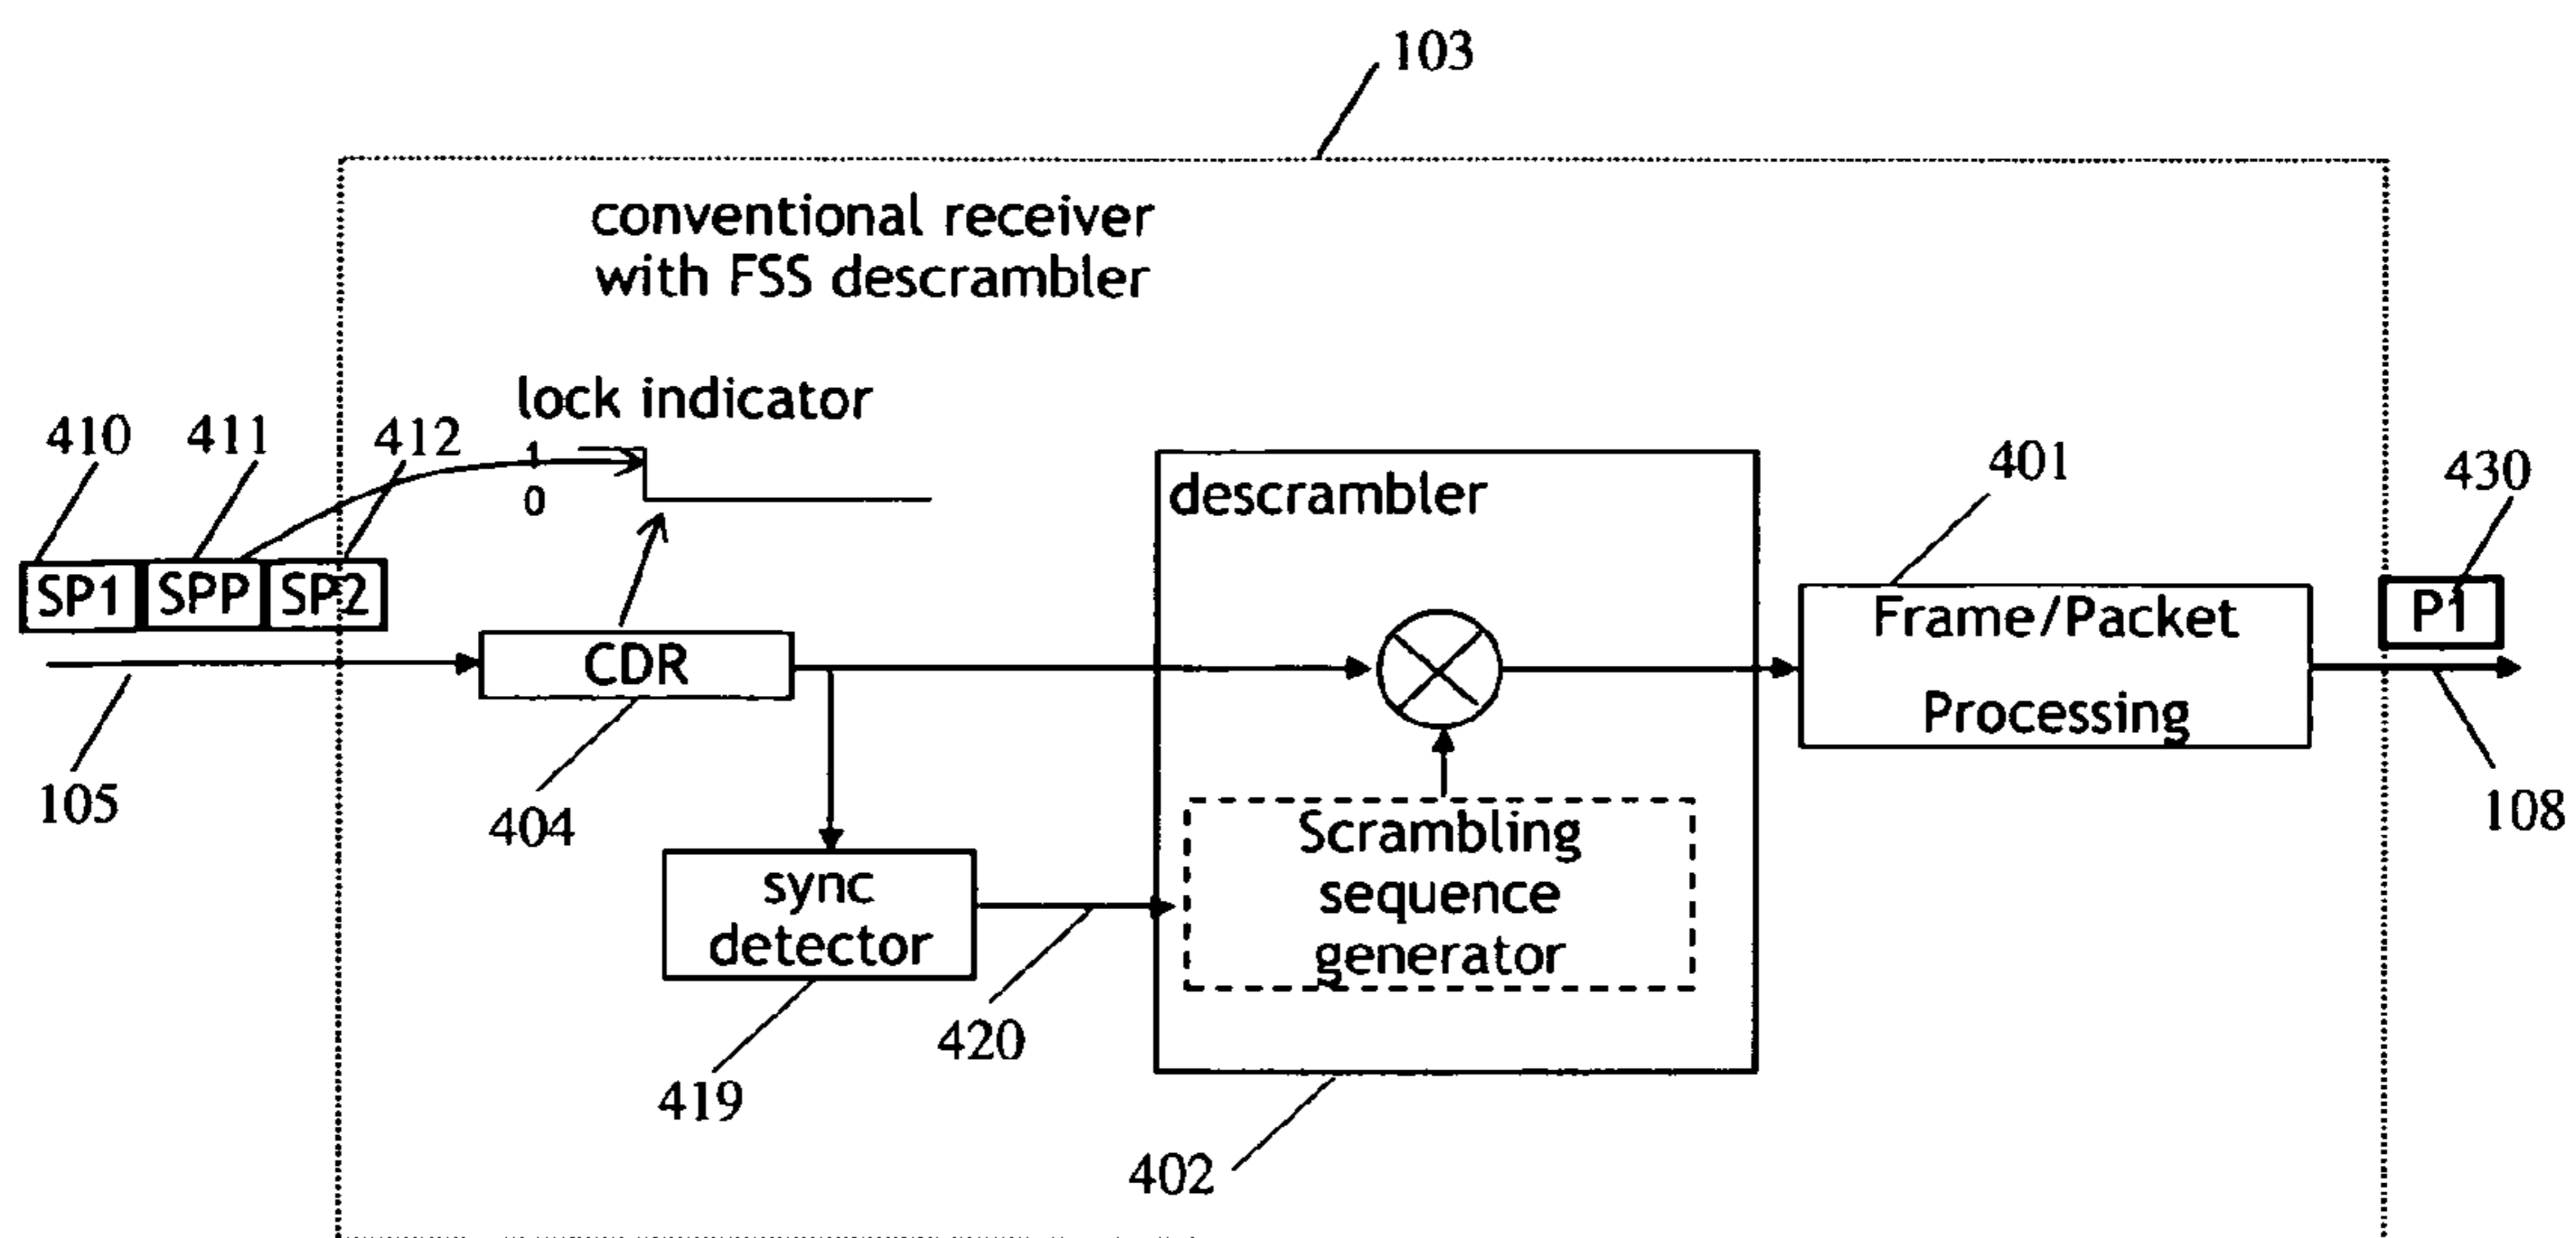 103
conventional receiver
with FSS descrambler
lock indicator
410
411
412
1
0
descrambler
401
430
SP1
SPP
SP2
CDR
Frame/Packet
Processing
P1
105
404
sync
detector
419
420
Scrambling
sequence
generator
402
108